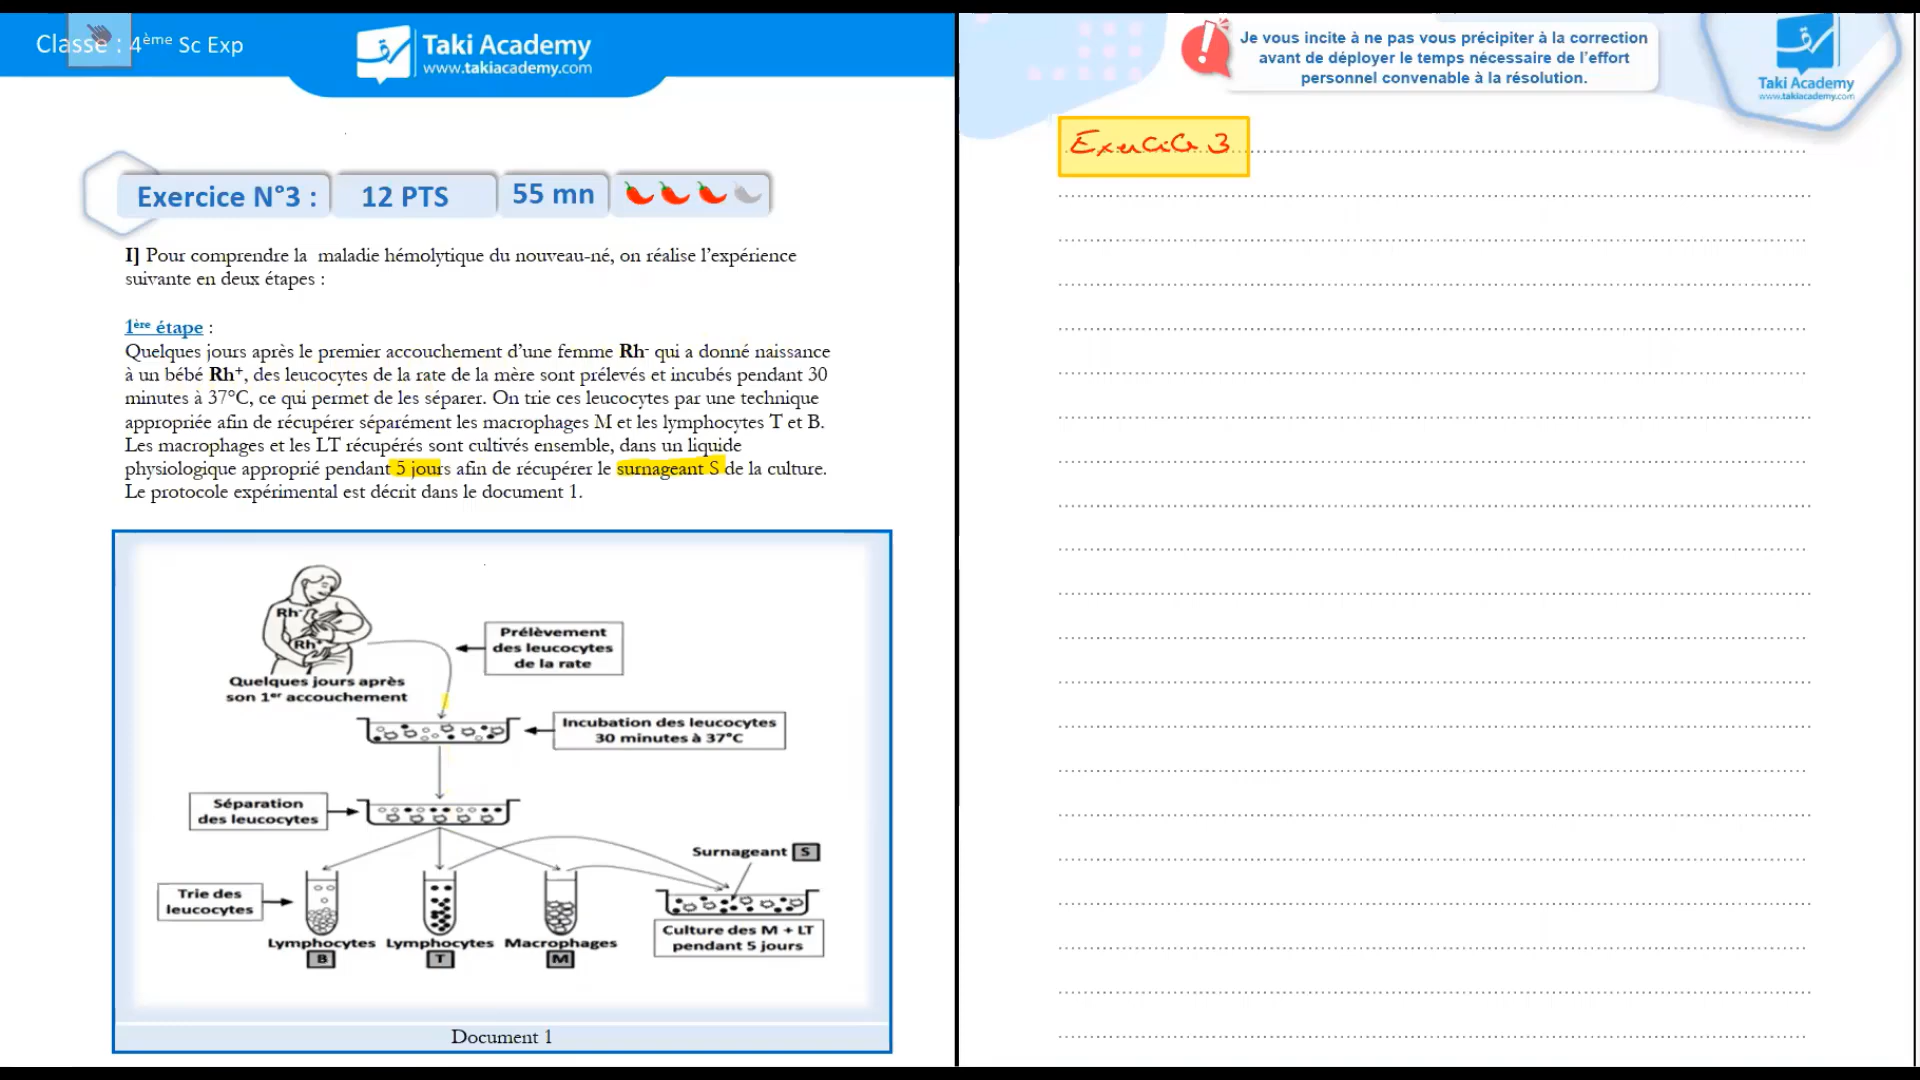 Classe : 4ème Sc Exp
Taki Academy
www.takiacademy.com
Exercice N°3 :
12 PTS
55 mn
I] Pour comprendre la maladie hémolytique du nouveau-né, on réalise l'expérience
suivante en deux étapes :
1ère étape :
Quelques jours après le premier accouchement d'une femme Rh- qui a donné naissance
à un bébé Rh+, des leucocytes de la rate de la mère sont prélevés et incubés pendant 30
minutes à 37°C, ce qui permet de les séparer. On trie ces leucocytes par une technique
appropriée afin de récupérer séparément les macrophages M et les lymphocytes T et B.
Les macrophages et les LT récupérés sont cultivés ensemble, dans un liquide
physiologique approprié pendant 5 jours afin de récupérer le surnageant S de la culture.
Le protocole expérimental est décrit dans le document 1.
Rh-
Rh+
Quelques jours après
son 1er accouchement
Prélèvement
des leucocytes
de la rate
Incubation des leucocytes
30 minutes à 37°C
Séparation
des leucocytes
Surnageant S
Trie des
leucocytes
Lymphocytes
B
Lymphocytes
T
Macrophages
M
Culture des M + LT
pendant 5 jours
Document 1
Je vous incite à ne pas vous précipiter à la correction
avant de déployer le temps nécessaire de l'effort
personnel convenable à la résolution.
Taki Academy
www.takiacademy.com
Exercice 3